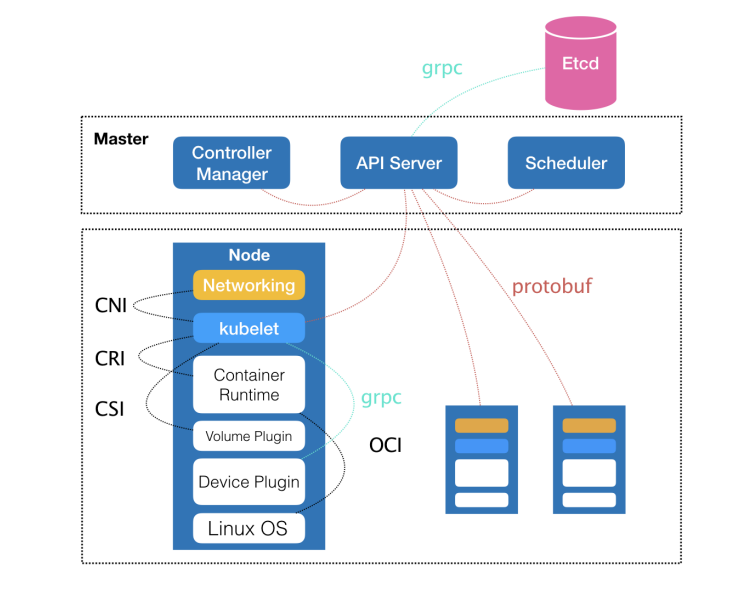 grpc
Etcd
Master
Controller
Manager
API Server
Scheduler
Node
Networking
CNI
kubelet
protobuf
CRI
Container
Runtime
grpc
CSI
Volume Plugin
OCI
Device Plugin
Linux OS